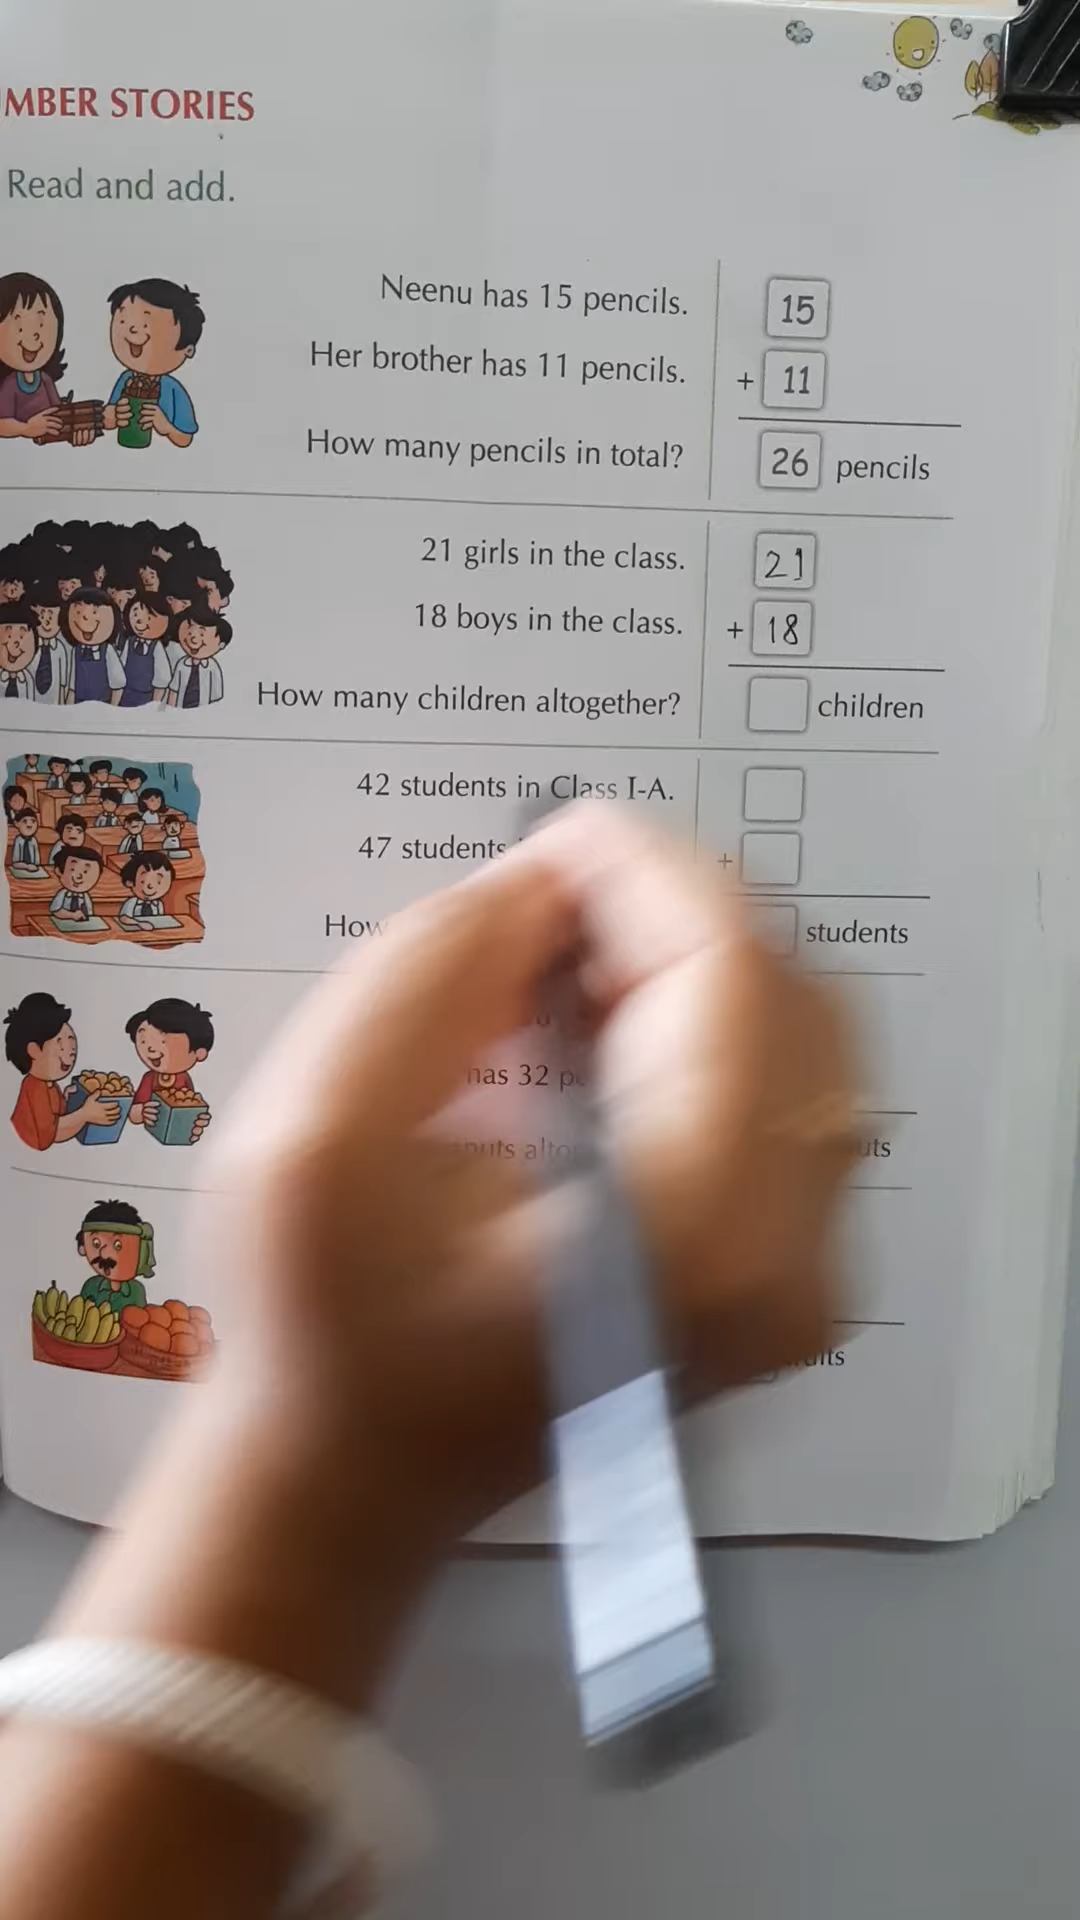 MBER STORIES
Read and add.
Neenu has 15 pencils.
15
Her brother has 11 pencils.
+ 11
How many pencils in total?
26 pencils
21 girls in the class.
21
18 boys in the class.
+ 18
How many children altogether?
children
42 students in Class I-A.
47 students
+
How
students
has 32